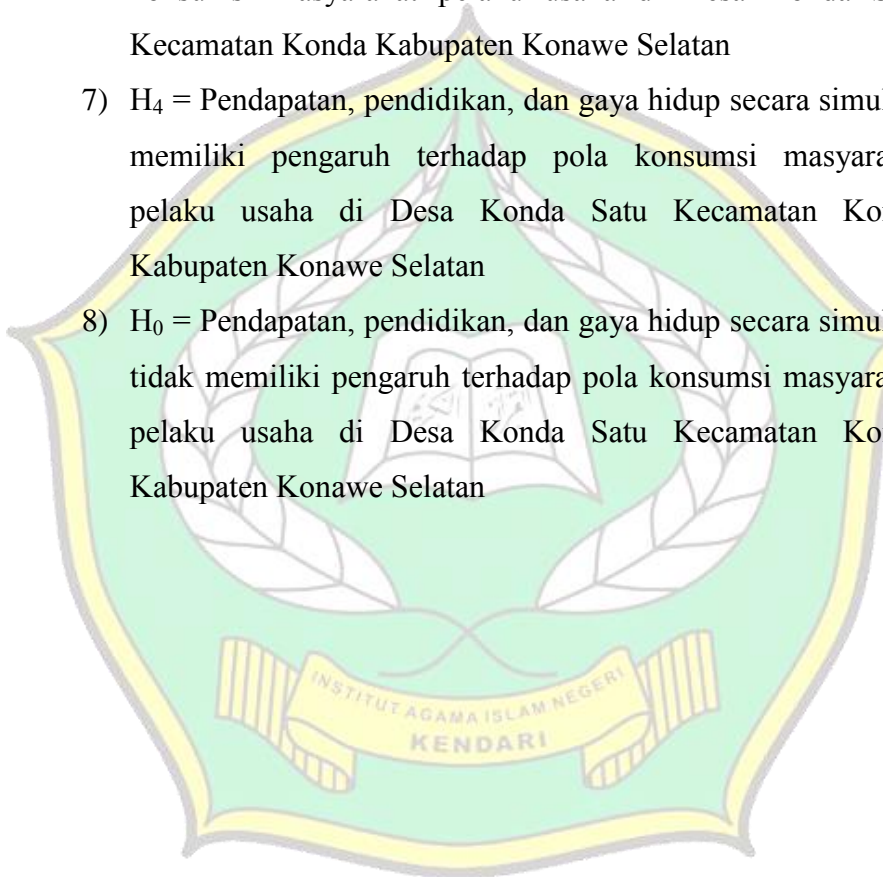 Kecamatan Konda Kabupaten Konawe Selatan
7) H₄ = Pendapatan, pendidikan, dan gaya hidup secara
memiliki pengaruh terhadap pola konsumsi
pelaku usaha di Desa Konda Satu Kecamatan
Kabupaten Konawe Selatan
8) H₀ = Pendapatan, pendidikan, dan gaya hidup secara
tidak memiliki pengaruh terhadap pola konsumsi
pelaku usaha di Desa Konda Satu Kecamatan
Kabupaten Konawe Selatan
INSTITUT AGAMA ISLAM NEGERI
KENDARI